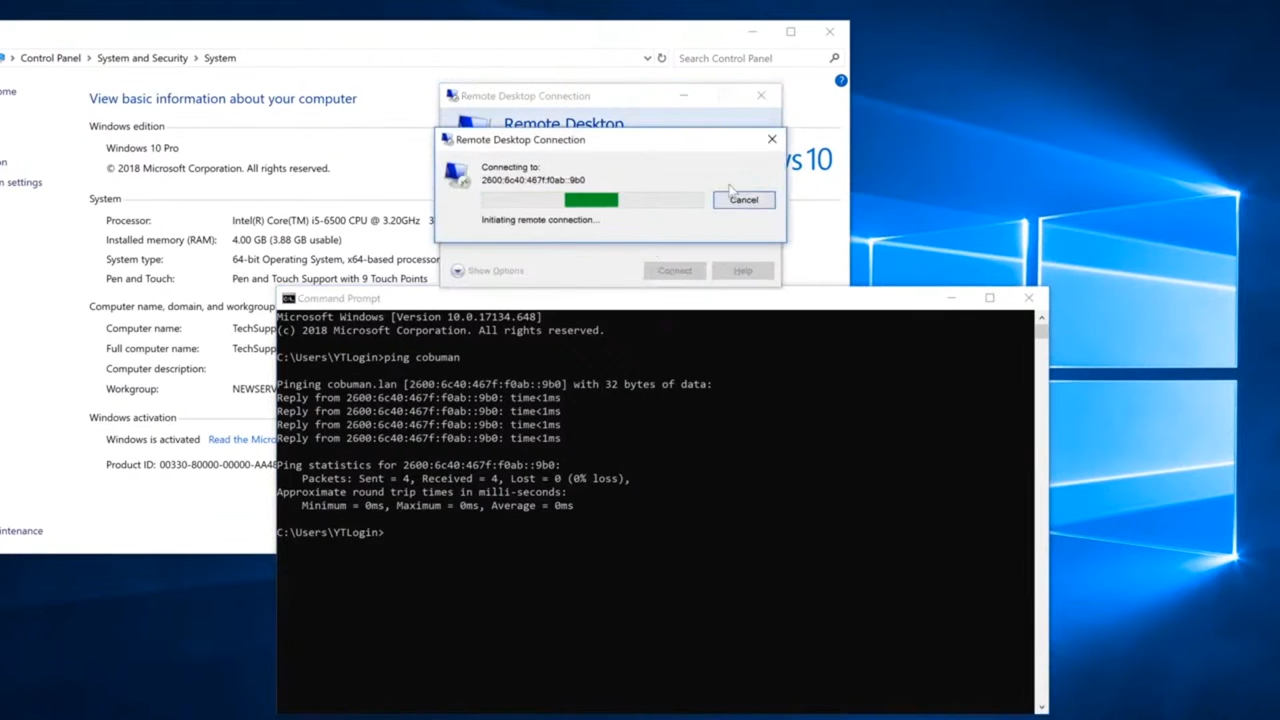 Control Panel > System and Security > System
Search Control Panel
ome
View basic information about your computer
Windows edition
Windows 10 Pro
© 2018 Microsoft Corporation. All rights reserved.
n settings
System
Processor: Intel(R) Core(TM) i5-6500 CPU @ 3.20GHz 3
Installed memory (RAM): 4.00 GB (3.88 GB usable)
System type: 64-bit Operating System, x64-based processor
Pen and Touch: Pen and Touch Support with 9 Touch Points
Computer name, domain, and workgroup
Computer name: TechSupp
Full computer name: TechSupp
Computer description:
Workgroup: NEWSERV
Windows activation
Windows is activated Read the Micro
Product ID: 00330-80000-00000-AA48
intenance
ws 10
Remote Desktop Connection
Remote Desktop
Remote Desktop Connection
Connecting to:
2600:6c40:467f:f0ab::9b0
Cancel
Initiating remote connection...
Show Options
Connect
Help
Command Prompt
Microsoft Windows [Version 10.0.17134.648]
(c) 2018 Microsoft Corporation. All rights reserved.
C:\Users\YTLogin>ping cobuman
Pinging cobuman.lan [2600:6c40:467f:f0ab::9b0] with 32 bytes of data:
Reply from 2600:6c40:467f:f0ab::9b0: time<1ms
Reply from 2600:6c40:467f:f0ab::9b0: time<1ms
Reply from 2600:6c40:467f:f0ab::9b0: time<1ms
Reply from 2600:6c40:467f:f0ab::9b0: time<1ms
Ping statistics for 2600:6c40:467f:f0ab::9b0:
Packets: Sent = 4, Received = 4, Lost = 0 (0% loss),
Approximate round trip times in milli-seconds:
Minimum = 0ms, Maximum = 0ms, Average = 0ms
C:\Users\YTLogin>